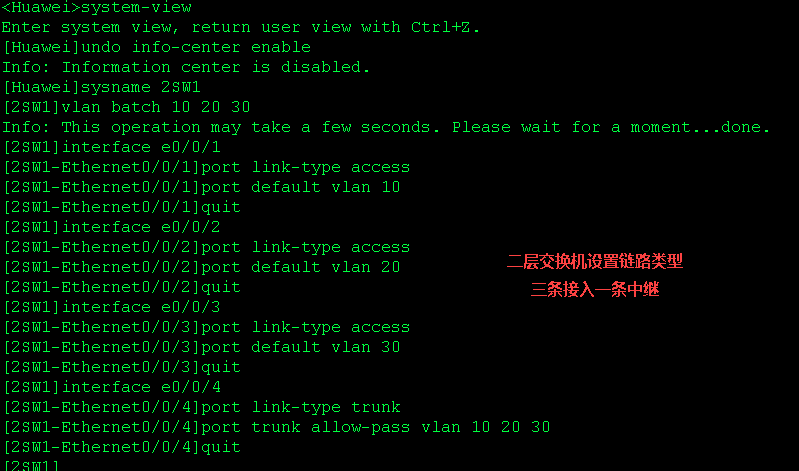 <Huawei>system-view
Enter system view, return user view with Ctrl+Z.
[Huawei]undo info-center enable
Info: Information center is disabled.
[Huawei]sysname 2SW1
[2SW1]vlan batch 10 20 30
Info: This operation may take a few seconds. Please wait for a moment...done.
[2SW1]interface e0/0/1
[2SW1-Ethernet0/0/1]port link-type access
[2SW1-Ethernet0/0/1]port default vlan 10
[2SW1-Ethernet0/0/1]quit
[2SW1]interface e0/0/2
[2SW1-Ethernet0/0/2]port link-type access
[2SW1-Ethernet0/0/2]port default vlan 20
[2SW1-Ethernet0/0/2]quit
[2SW1]interface e0/0/3
[2SW1-Ethernet0/0/3]port link-type access
[2SW1-Ethernet0/0/3]port default vlan 30
[2SW1-Ethernet0/0/3]quit
[2SW1]interface e0/0/4
[2SW1-Ethernet0/0/4]port link-type trunk
[2SW1-Ethernet0/0/4]port trunk allow-pass vlan 10 20 30
[2SW1-Ethernet0/0/4]quit
[2SW1]
二层交换机设置链路类型
三条接入一条中继